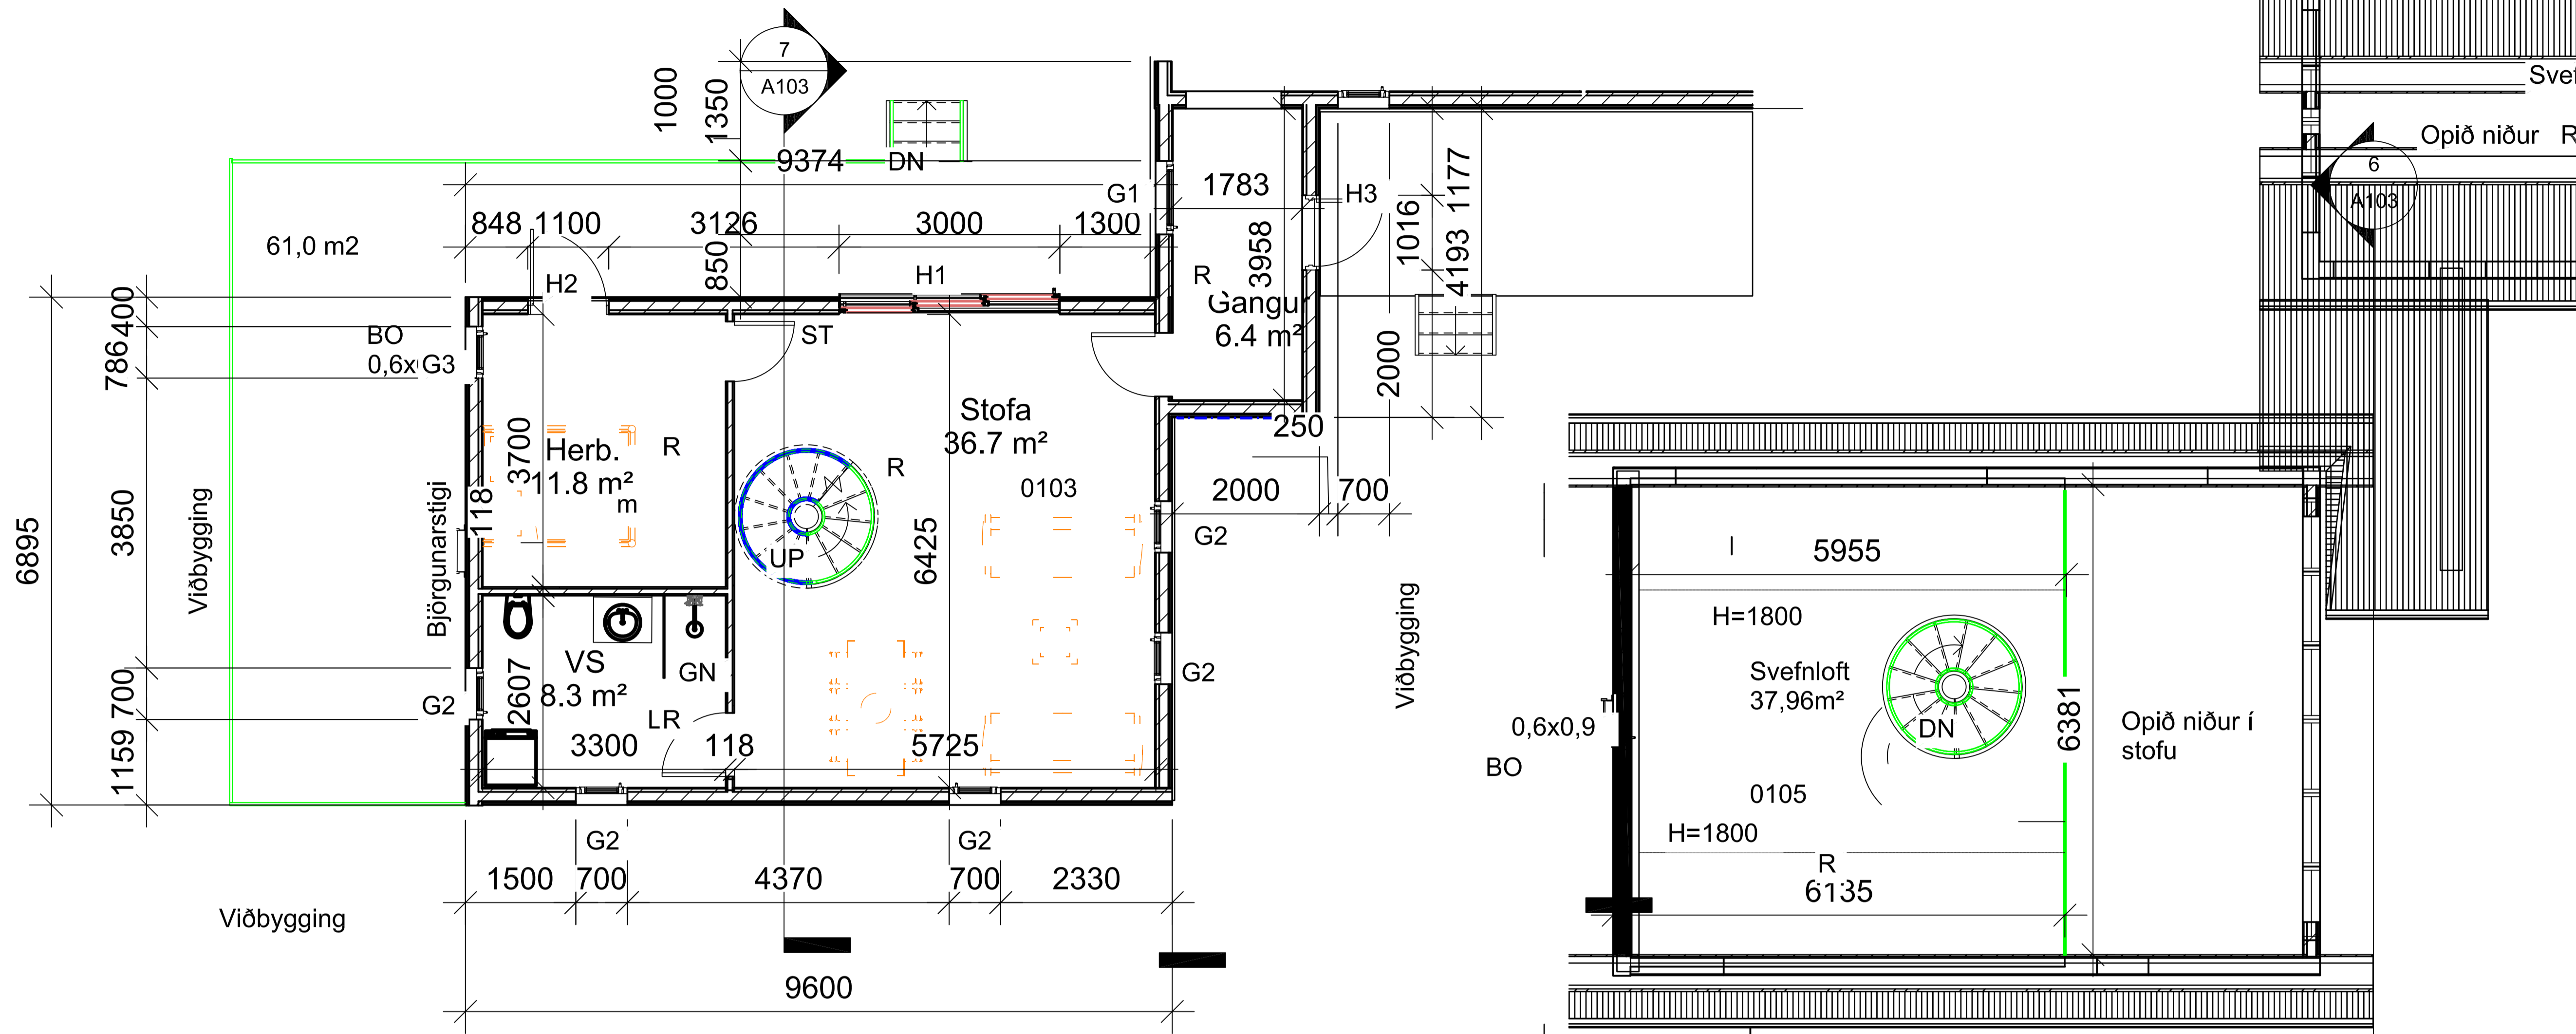 7
A103
1000
1350
9374
DN
G1
1783
H3
1177
1016
4193
3958
R
Gangu
6.4 m²
848
1100
3126
3000
1300
850
H2
H1
61,0 m2
ST
BO
0,6x
G3
400
786
3850
700
1159
6895
Viðbygging
Björgunarstigi
3700
118
Herb.
11.8 m²
m
R
Stofa
36.7 m²
R
0103
UP
6425
250
2000
2000
700
G2
G2
Viðbygging
VS
8.3 m²
2607
GN
LR
3300
118
5725
G2
G2
G2
1500
700
4370
700
2330
9600
Viðbygging
Svef
Opið niður
R
6
A103
5955
H=1800
Svefnloft
37,96m²
DN
6381
Opið niður í
stofu
0,6x0,9
BO
0105
H=1800
R
6135